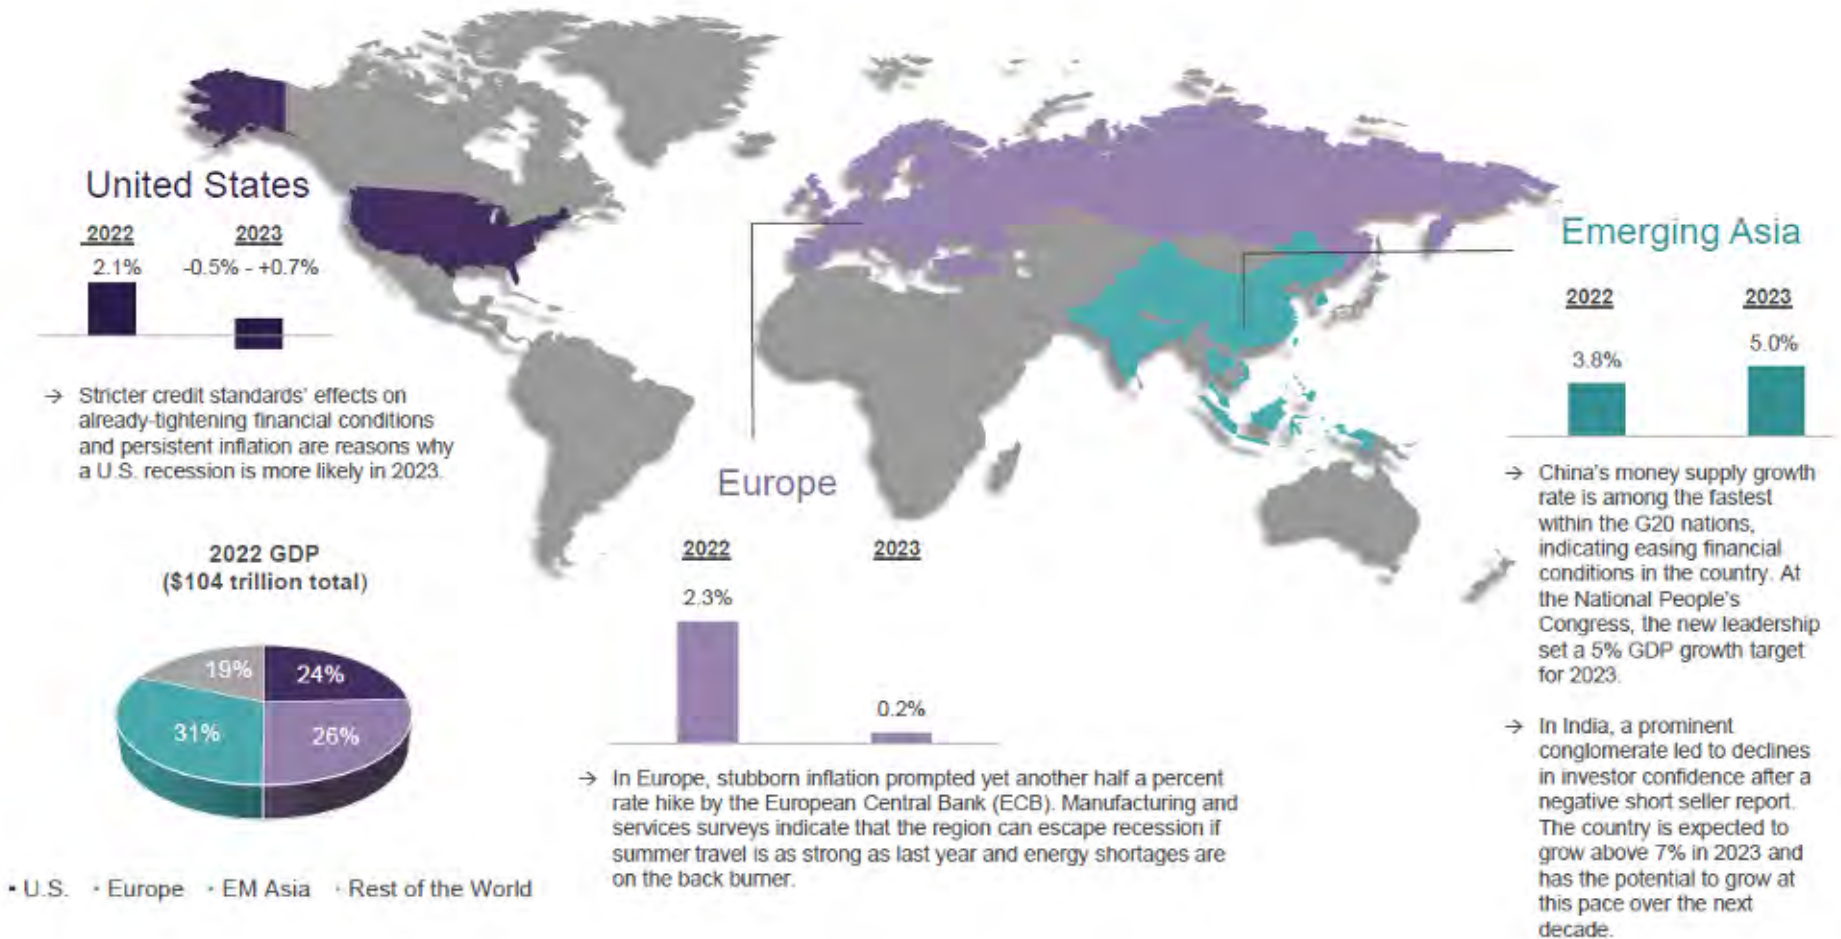 United States
2022 2023
2.1% -0.5% - +0.7%
→ Stricter credit standards' effects on
already-tightening financial conditions
and persistent inflation are reasons why
a U.S. recession is more likely in 2023.
2022 GDP
($104 trillion total)
19% 24%
31% 26%
▪ U.S. ▪ Europe ▪ EM Asia ▪ Rest of the World
Europe
2022 2023
2.3%
0.2%
→ In Europe, stubborn inflation prompted yet another half a percent
rate hike by the European Central Bank (ECB). Manufacturing and
services surveys indicate that the region can escape recession if
summer travel is as strong as last year and energy shortages are
on the back burner.
Emerging Asia
2022 2023
3.8% 5.0%
→ China's money supply growth
rate is among the fastest
within the G20 nations,
indicating easing financial
conditions in the country. At
the National People's
Congress, the new leadership
set a 5% GDP growth target
for 2023.
→ In India, a prominent
conglomerate led to declines
in investor confidence after a
negative short seller report.
The country is expected to
grow above 7% in 2023 and
has the potential to grow at
this pace over the next
decade.